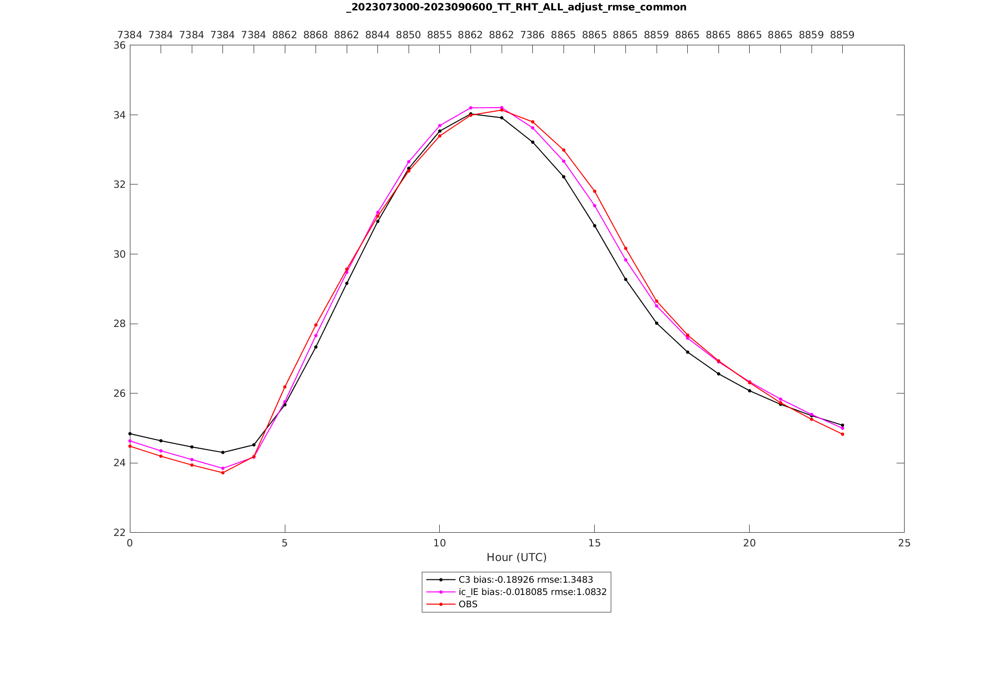 _2023073000-2023090600_TT_RHT_ALL_adjust_rmse_common
7384 7384 7384 7384 7384 8862 8868 8862 8844 8850 8855 8862 8862 7386 8865 8865 8865 8859 8865 8865 8865 8865 8859 8859
36
34
32
30
28
26
24
22
0 5 10 15 20 25
Hour (UTC)
C3 bias:-0.18926 rmse:1.3483
ic_lE bias:-0.018085 rmse:1.0832
OBS